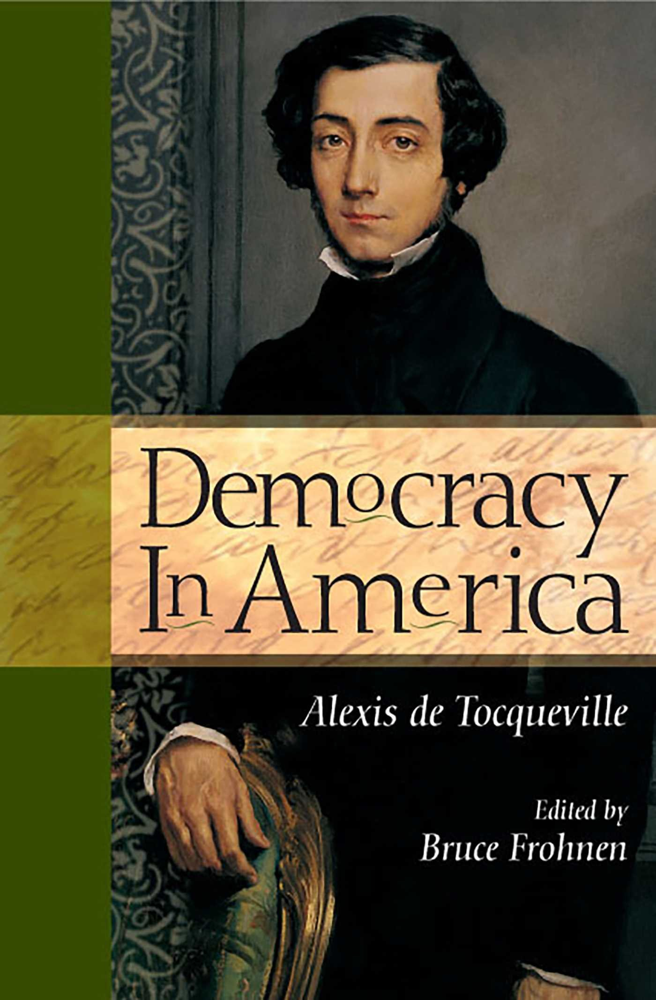 Democracy
In America
Alexis de Tocqueville
Edited by
Bruce Frohnen